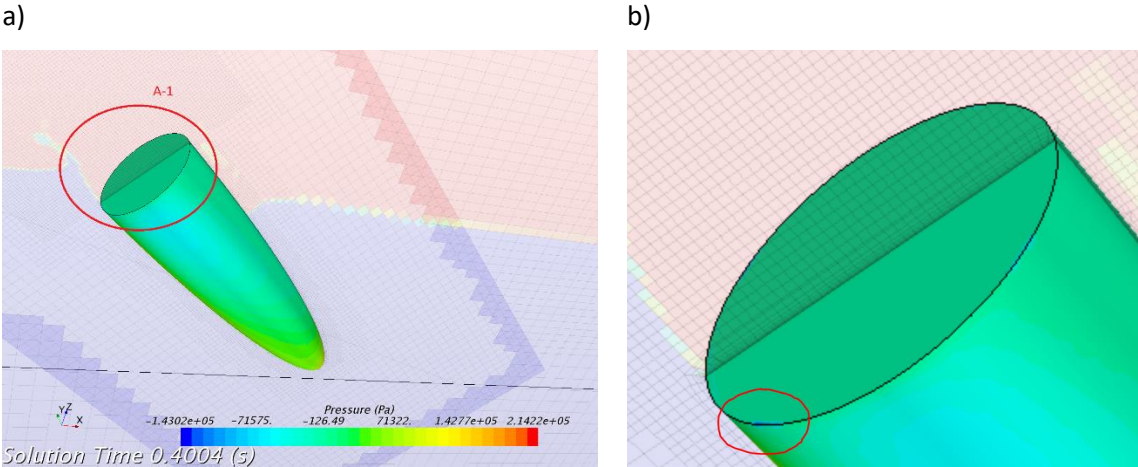 a)
b)
A-1
Pressure (Pa)
-1.4302e+05 -71575. -126.49 71322. 1.4277e+05 2.1422e+05
Y Z X
Solution Time 0.4004 (s)